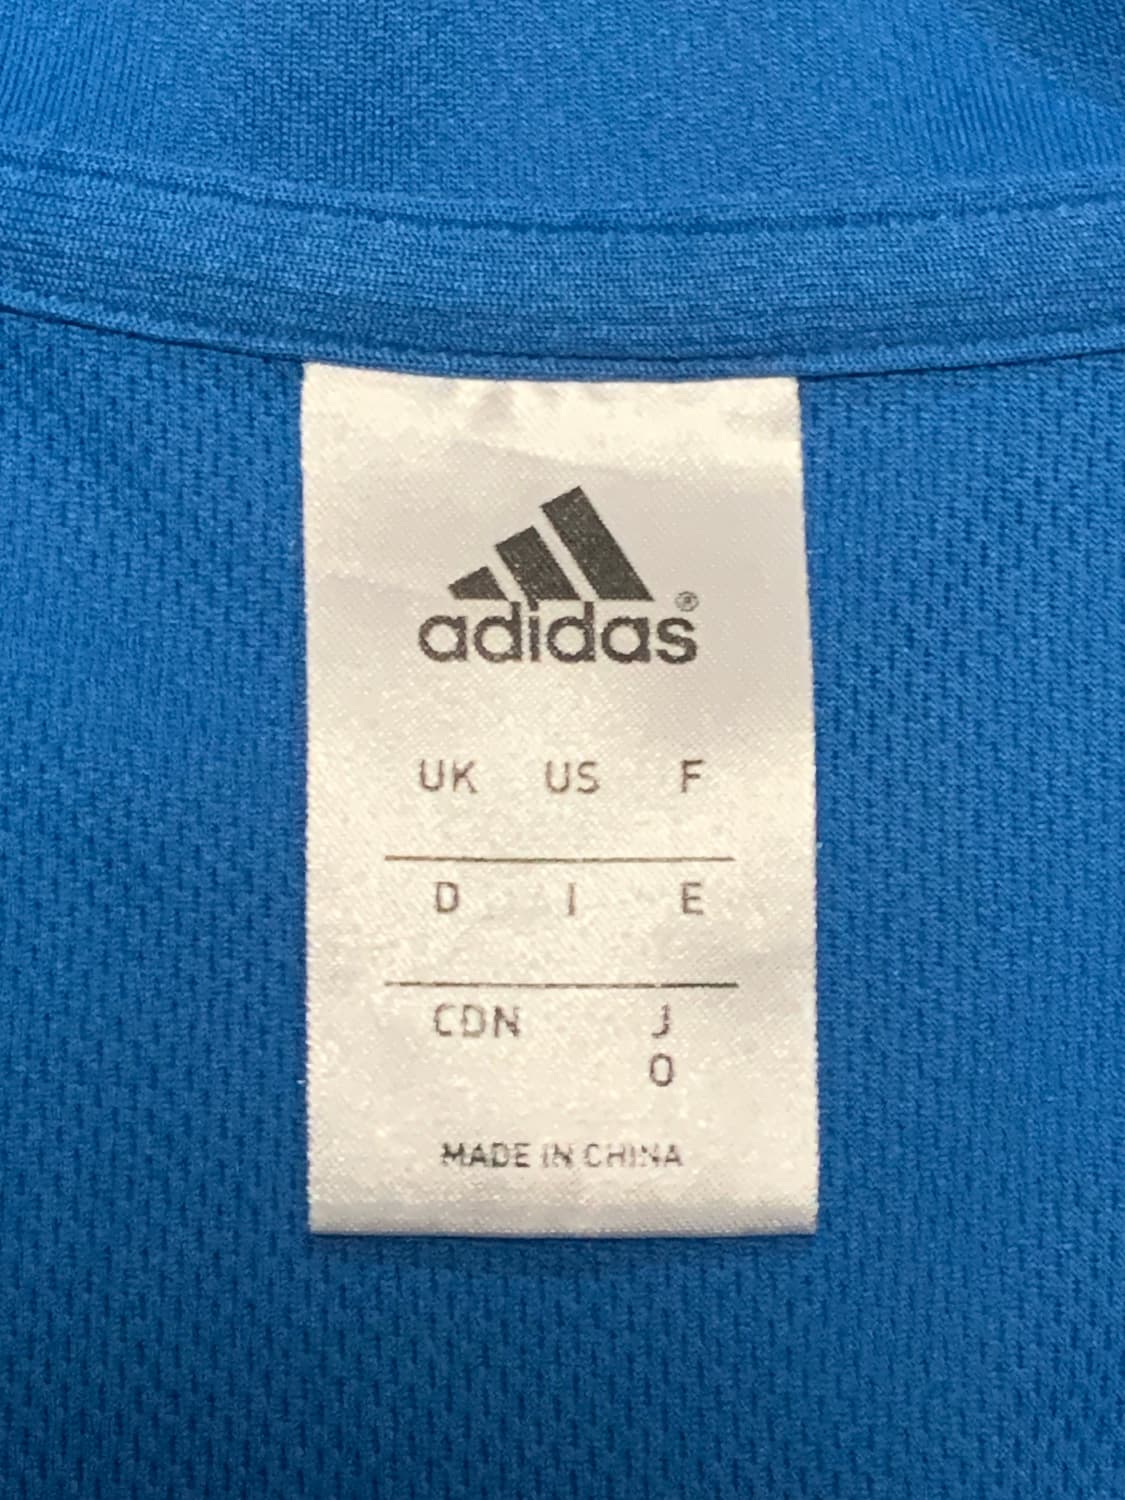 adidas®
UK US F
D I E
CDN J
O
MADE IN CHINA